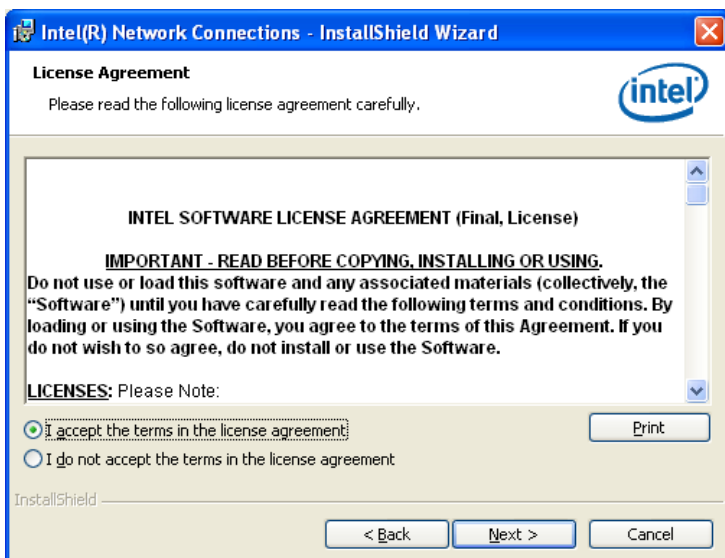 Intel(R) Network Connections - InstallShield Wizard
License Agreement
Please read the following license agreement carefully.
intel
INTEL SOFTWARE LICENSE AGREEMENT (Final, License)
IMPORTANT - READ BEFORE COPYING, INSTALLING OR USING.
Do not use or load this software and any associated materials (collectively, the
“Software”) until you have carefully read the following terms and conditions. By
loading or using the Software, you agree to the terms of this Agreement. If you
do not wish to so agree, do not install or use the Software.
LICENSES: Please Note:
I accept the terms in the license agreement
Print
I do not accept the terms in the license agreement
InstallShield
< Back
Next >
Cancel